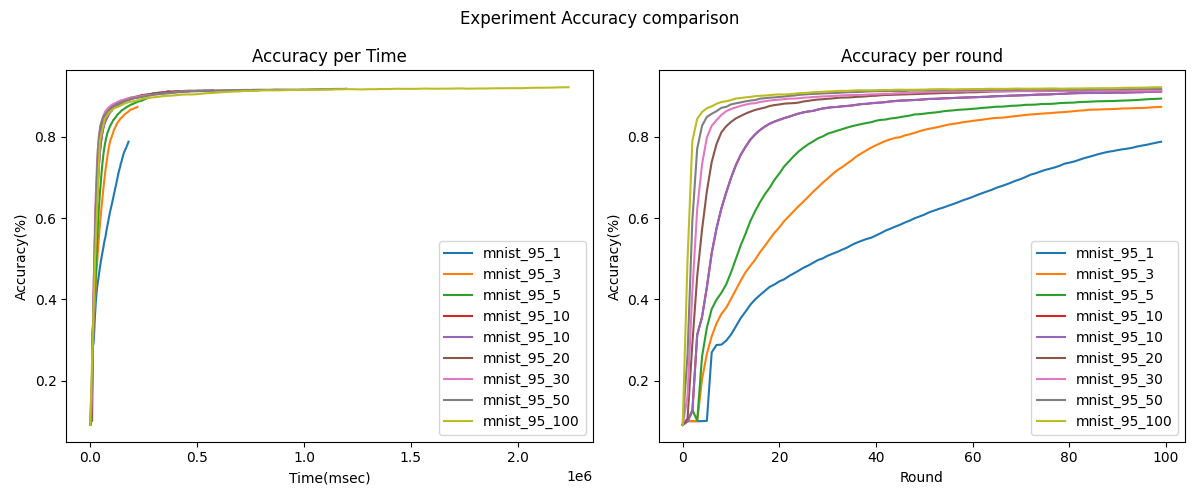 Experiment Accuracy comparison
Accuracy per Time
Accuracy(%)
0.8
0.6
0.4
0.2
0.0
0.5
1.0
1.5
2.0
1e6
Time(msec)
mnist_95_1
mnist_95_3
mnist_95_5
mnist_95_10
mnist_95_10
mnist_95_20
mnist_95_30
mnist_95_50
mnist_95_100
Accuracy per round
Accuracy(%)
0.8
0.6
0.4
0.2
0
20
40
60
80
100
Round
mnist_95_1
mnist_95_3
mnist_95_5
mnist_95_10
mnist_95_10
mnist_95_20
mnist_95_30
mnist_95_50
mnist_95_100